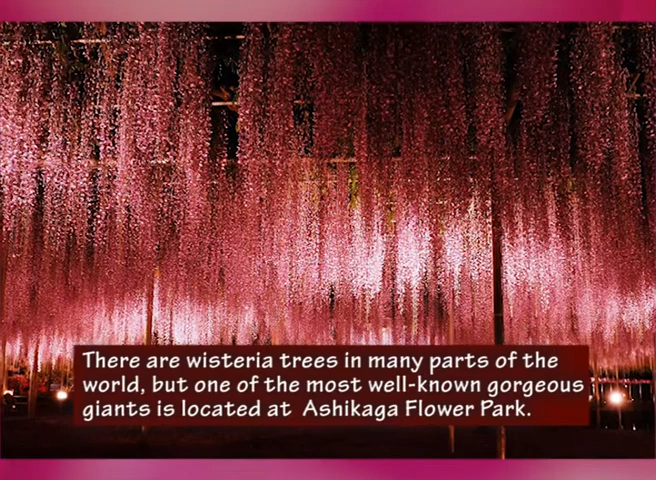 There are wisteria trees in many parts of the
world, but one of the most well-known gorgeous
giants is located at  Ashikaga Flower Park.